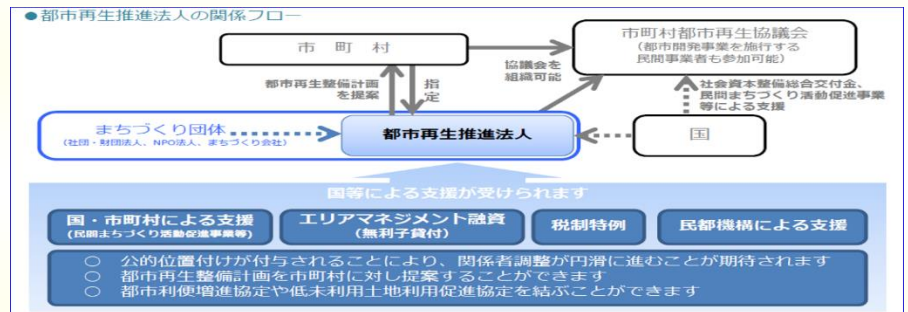 ●都市再生推進法人の関係フロー
市 町 村
市町村都市再生協議会
(都市開発事業を施行する
民間事業者も参加可能)
協議会を
組織可能
都市再生整備計画
を提案
指
定
社会資本整備総合交付金、
民間まちづくり活動促進事業
等による支援
まちづくり団体
(社団・財団法人、NPO法人、まちづくり会社)
都市再生推進法人
国
国等による支援が受けられます
国・市町村による支援
(民間まちづくり活動促進事業等)
エリアマネジメント融資
(無利子貸付)
税制特例
民都機構による支援
○ 公的位置付けが付与されることにより、関係者調整が円滑に進むことが期待されます
○ 都市再生整備計画を市町村に対し提案することができます
○ 都市利便増進協定や低未利用土地利用促進協定を結ぶことができます